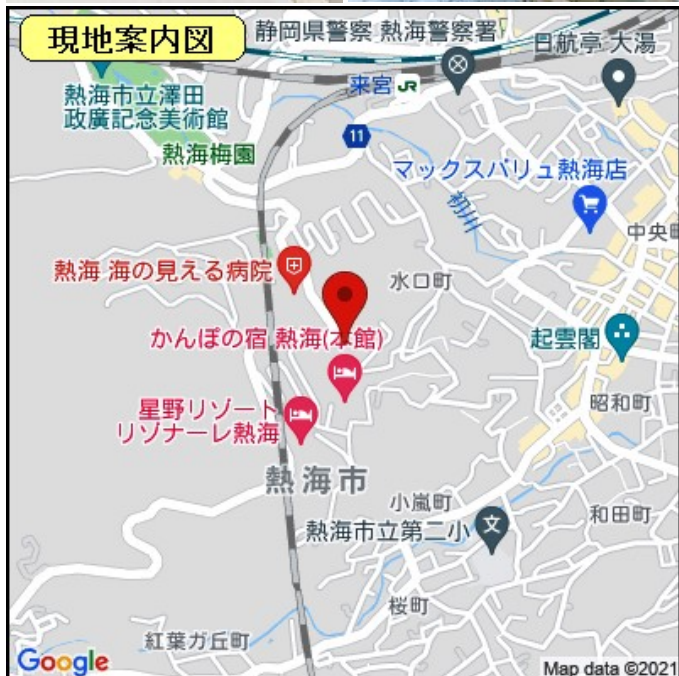 現地案内図
静岡県警察 熱海警察署
日航亭 大湯
熱海市立澤田
政廣記念美術館
来宮 JR
11
熱海梅園
マックスバリュ熱海店
初川
中央町
熱海 海の見える病院
水口町
かんぽの宿 熱海(本館)
起雲閣
星野リゾート
リゾナーレ熱海
昭和町
熱海市
小嵐町
熱海市立第二小
文
和田町
桜町
紅葉ガ丘町
Google
Map data ©2021